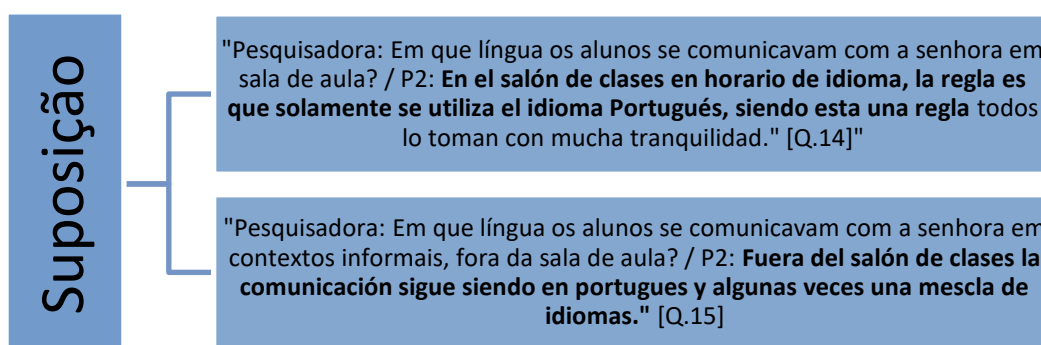 Suposição
"Pesquisadora: Em que língua os alunos se comunicavam com a senhora em
sala de aula? / P2: En el salón de clases en horario de idioma, la regla es
que solamente se utiliza el idioma Portugués, siendo esta una regla todos
lo toman con mucha tranquilidad." [Q.14]"
"Pesquisadora: Em que língua os alunos se comunicavam com a senhora em
contextos informais, fora da sala de aula? / P2: Fuera del salón de clases la
comunicación sigue siendo en portugues y algunas veces una mescla de
idiomas." [Q.15]